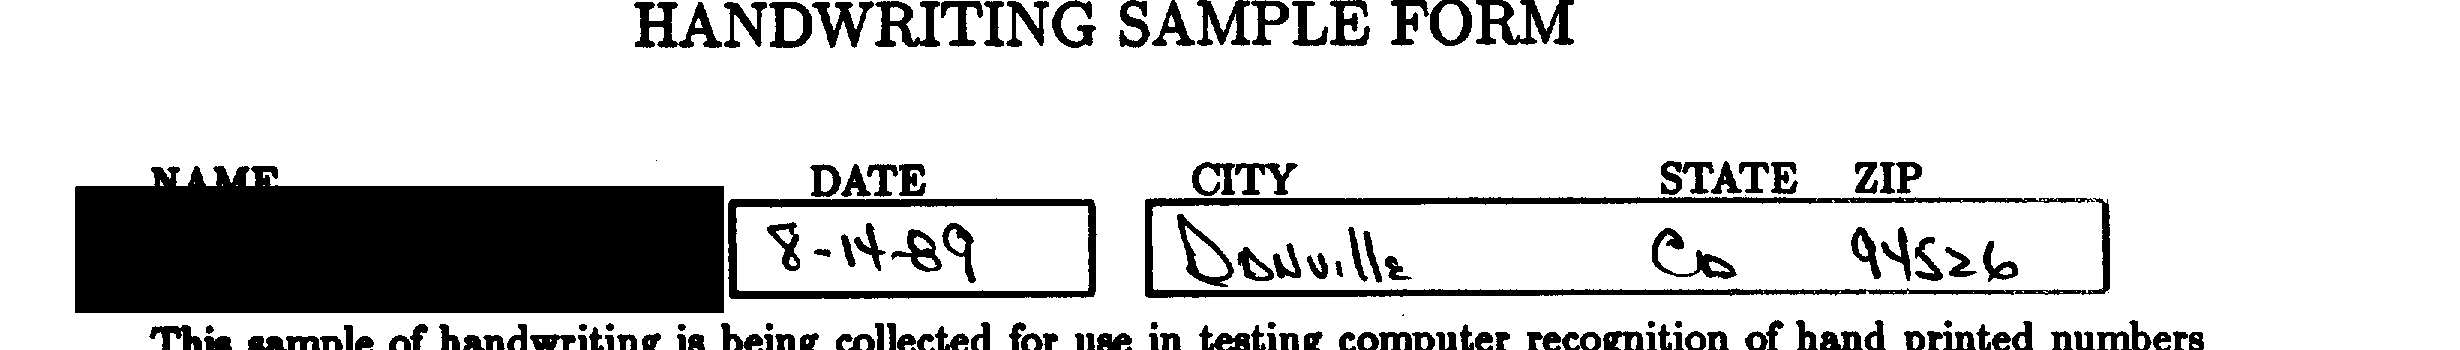 HANDWRITING SAMPLE FORM
NAME DATE CITY STATE ZIP
8-14-89 Danville Ca 94526
This sample of handwriting is being collected for use in testing computer recognition of hand printed numbers